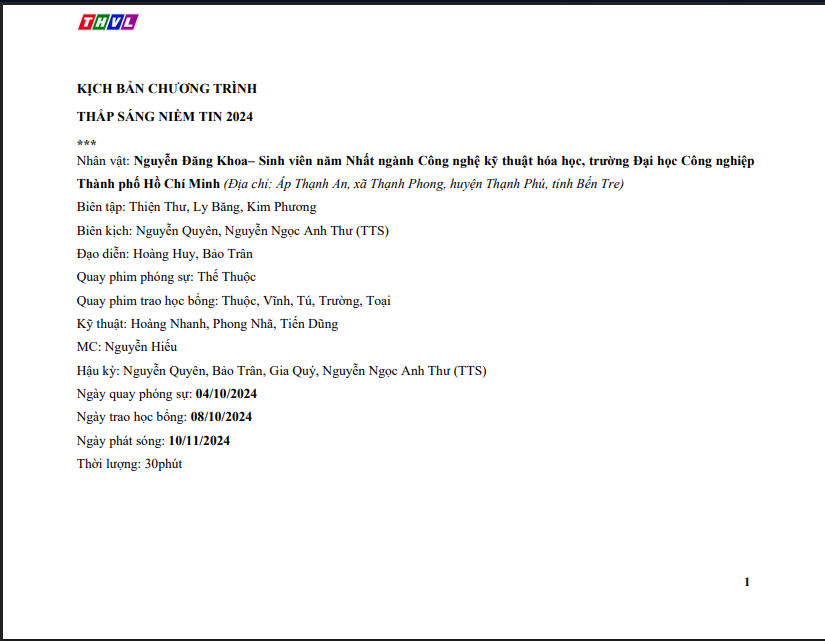 THVL
KỊCH BẢN CHƯƠNG TRÌNH
THẮP SÁNG NIỀM TIN 2024
***
Nhân vật: Nguyễn Đăng Khoa– Sinh viên năm Nhất ngành Công nghệ kỹ thuật hóa học, trường Đại học Công nghiệp
Thành phố Hồ Chí Minh (Địa chỉ: Ấp Thạnh An, xã Thạnh Phong, huyện Thạnh Phú, tỉnh Bến Tre)
Biên tập: Thiện Thư, Ly Băng, Kim Phương
Biên kịch: Nguyễn Quyên, Nguyễn Ngọc Anh Thư (TTS)
Đạo diễn: Hoàng Huy, Bảo Trân
Quay phim phóng sự: Thế Thuộc
Quay phim trao học bổng: Thuộc, Vĩnh, Tú, Trường, Toại
Kỹ thuật: Hoàng Nhanh, Phong Nhã, Tiến Dũng
MC: Nguyễn Hiếu
Hậu kỳ: Nguyễn Quyên, Bảo Trân, Gia Quý, Nguyễn Ngọc Anh Thư (TTS)
Ngày quay phóng sự: 04/10/2024
Ngày trao học bổng: 08/10/2024
Ngày phát sóng: 10/11/2024
Thời lượng: 30phút
1